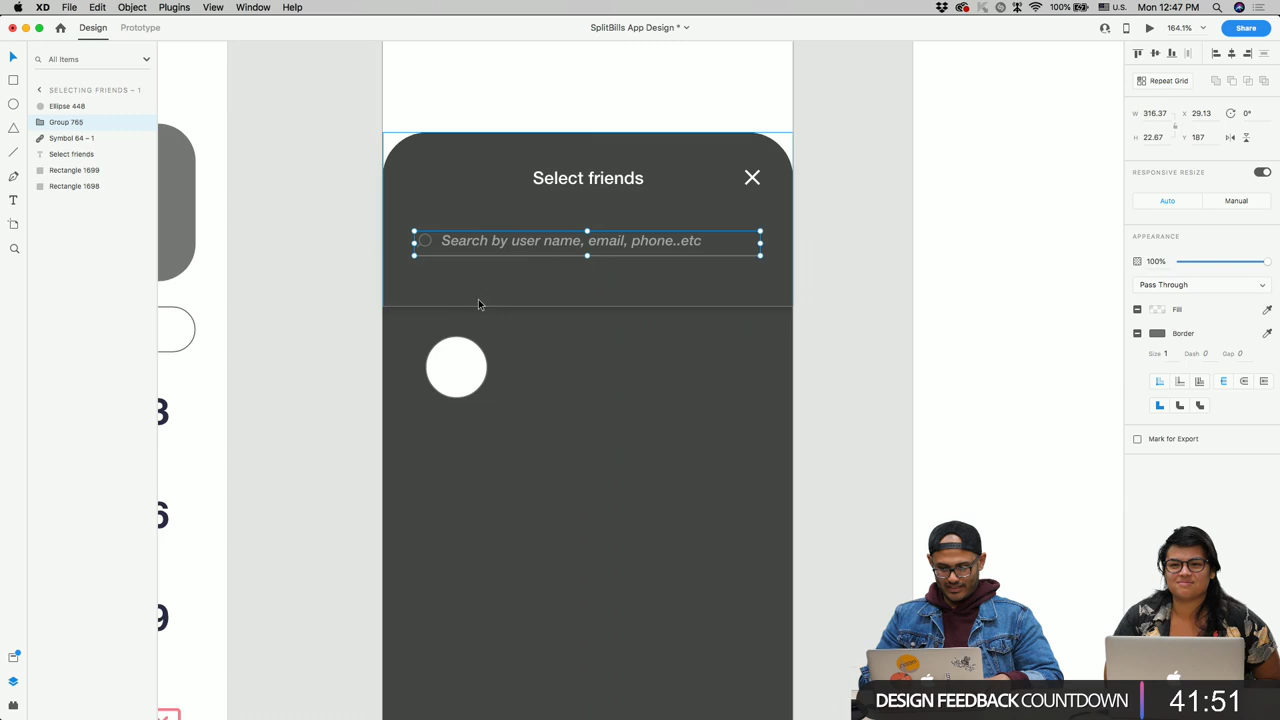 XD File Edit Object Plugins View Window Help
100% U.S. Mon 12:47 PM
Design Prototype
SplitBills App Design *
164.1%
Share
All Items
SELECTING FRIENDS – 1
Ellipse 448
Group 765
Symbol 64 – 1
Select friends
Rectangle 1699
Rectangle 1698
Select friends
Search by user name, email, phone..etc
3
6
9
Repeat Grid
W 316.37 X 29.13 0°
H 22.67 Y 187
RESPONSIVE RESIZE
Auto Manual
APPEARANCE
100%
Pass Through
Fill
Border
Size 1 Dash 0 Gap 0
Mark for Export
DESIGN FEEDBACK COUNTDOWN 41:51